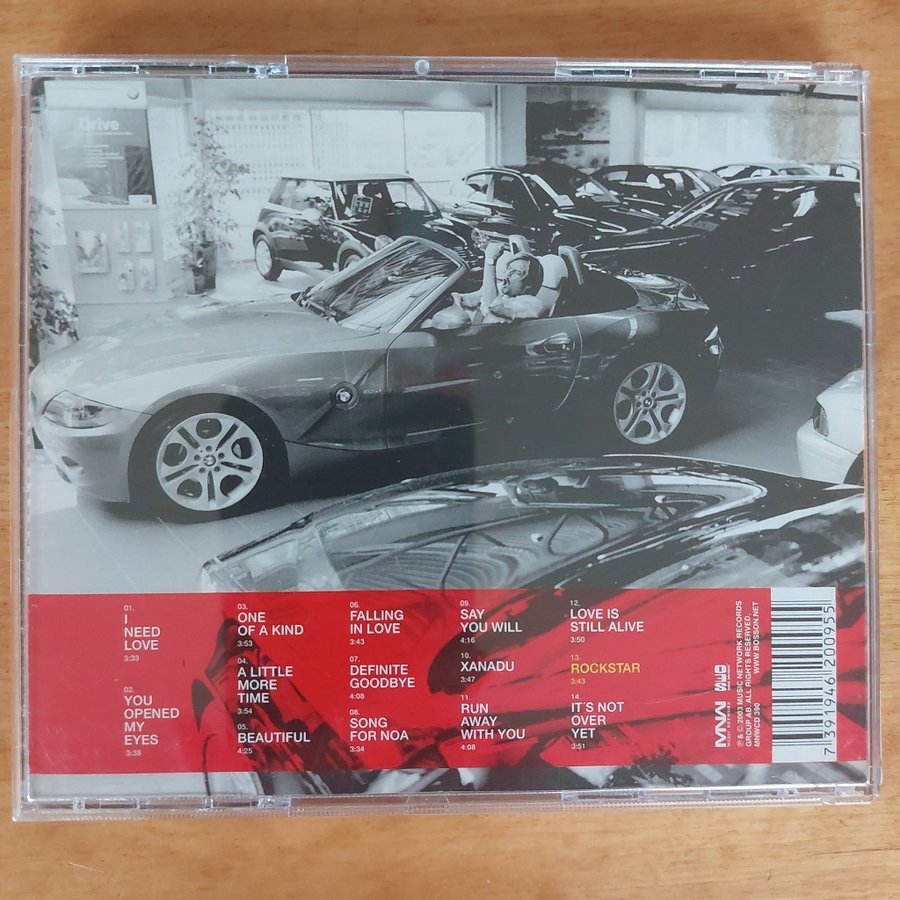 Drive
01.
I
NEED
LOVE
3:33
02.
YOU
OPENED
MY
EYES
3:38
03.
ONE
OF A KIND
3:53
04.
A LITTLE
MORE
TIME
3:54
05.
BEAUTIFUL
4:25
06.
FALLING
IN LOVE
3:43
07.
DEFINITE
GOODBYE
4:08
08.
SONG
FOR NOA
3:34
09.
SAY
YOU WILL
4:16
10.
XANADU
3:47
11.
RUN
AWAY
WITH YOU
4:08
12.
LOVE IS
STILL ALIVE
3:50
13.
ROCKSTAR
3:43
14.
IT'S NOT
OVER
YET
3:51
MNW
℗ & © 2003 MUSIC NETWORK RECORDS
GROUP AB. ALL RIGHTS RESERVED.
MNWCD 390
WWW.BOSSON.NET
7391946200955